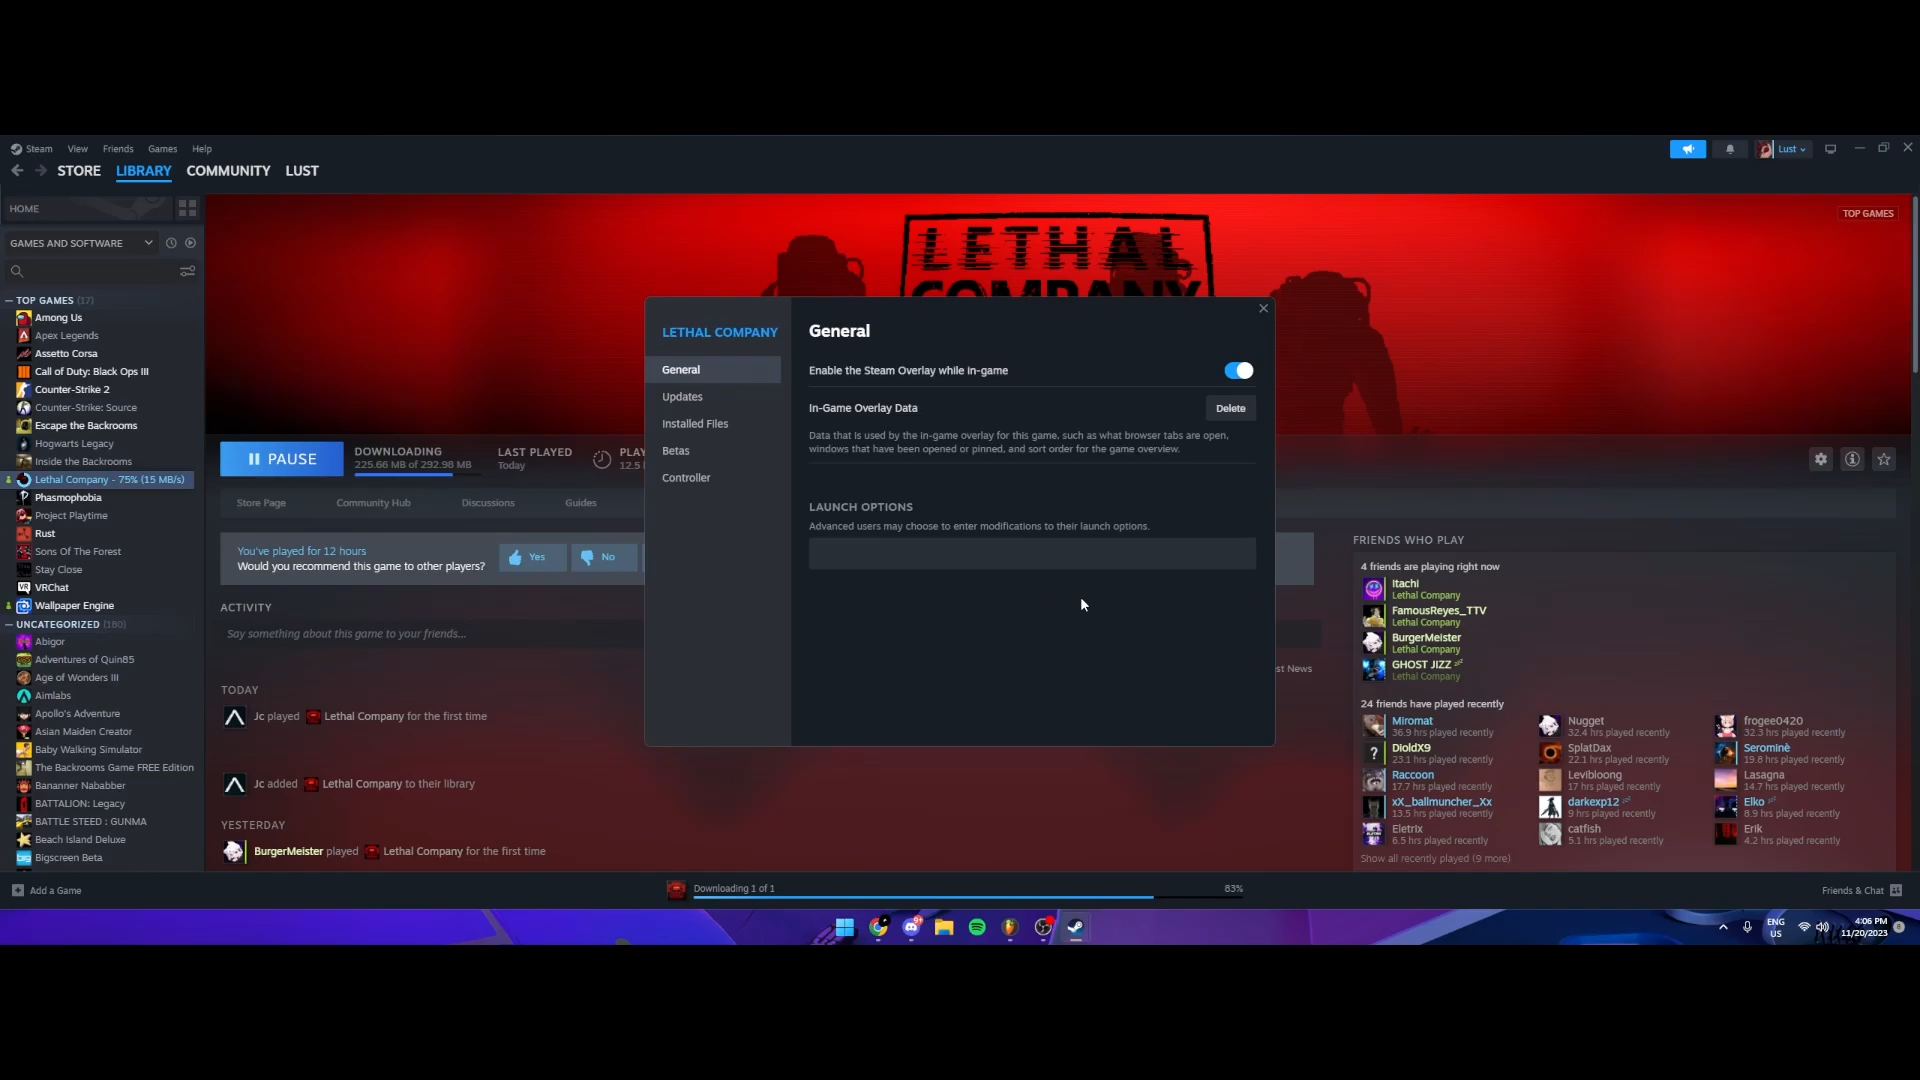 Steam View Friends Games Help
Lust
STORE LIBRARY COMMUNITY LUST
HOME
TOP GAMES
GAMES AND SOFTWARE
LETHAL
COMPANY
TOP GAMES (17)
Among Us
Apex Legends
Assetto Corsa
Call of Duty: Black Ops III
Counter-Strike 2
Counter-Strike: Source
Escape the Backrooms
Hogwarts Legacy
Inside the Backrooms
Lethal Company - 75% (15 MB/s)
Phasmophobia
Project Playtime
Rust
Sons Of The Forest
Stay Close
VRChat
Wallpaper Engine
UNCATEGORIZED (180)
Abigor
Adventures of Quin85
Age of Wonders III
Aimlabs
Apollo's Adventure
Asian Maiden Creator
Baby Walking Simulator
The Backrooms Game FREE Edition
Bananner Nababber
BATTALION: Legacy
BATTLE STEED : GUNMA
Beach Island Deluxe
Bigscreen Beta
PAUSE
DOWNLOADING
225.66 MB of 292.98 MB
LAST PLAYED
Today
PLAY
12.5
Store Page Community Hub Discussions Guides
You've played for 12 hours
Would you recommend this game to other players?
Yes No
ACTIVITY
Say something about this game to your friends...
st News
TODAY
Jc played Lethal Company for the first time
Jc added Lethal Company to their library
YESTERDAY
BurgerMeister played Lethal Company for the first time
LETHAL COMPANY
General
Updates
Installed Files
Betas
Controller
General
Enable the Steam Overlay while in-game
In-Game Overlay Data
Delete
Data that is used by the in-game overlay for this game, such as what browser tabs are open,
windows that have been opened or pinned, and sort order for the game overview.
LAUNCH OPTIONS
Advanced users may choose to enter modifications to their launch options.
FRIENDS WHO PLAY
4 friends are playing right now
Itachi
Lethal Company
FamousReyes_TTV
Lethal Company
BurgerMeister
Lethal Company
GHOST JIZZ zz
Lethal Company
24 friends have played recently
Miromat
36.9 hrs played recently
Nugget
32.4 hrs played recently
frogee0420
32.3 hrs played recently
DioldX9
23.1 hrs played recently
SplatDax
22.1 hrs played recently
Serominè
19.8 hrs played recently
Raccoon
17.7 hrs played recently
Levibloong
17 hrs played recently
Lasagna
14.7 hrs played recently
xX_ballmuncher_Xx
13.5 hrs played recently
darkexp12 zz
9 hrs played recently
Elko zz
8.9 hrs played recently
Eletrix
6.5 hrs played recently
catfish
5.1 hrs played recently
Erik
4.2 hrs played recently
Show all recently played (9 more)
Add a Game
Downloading 1 of 1
83%
Friends & Chat
ENG
US
4:06 PM
11/20/2023